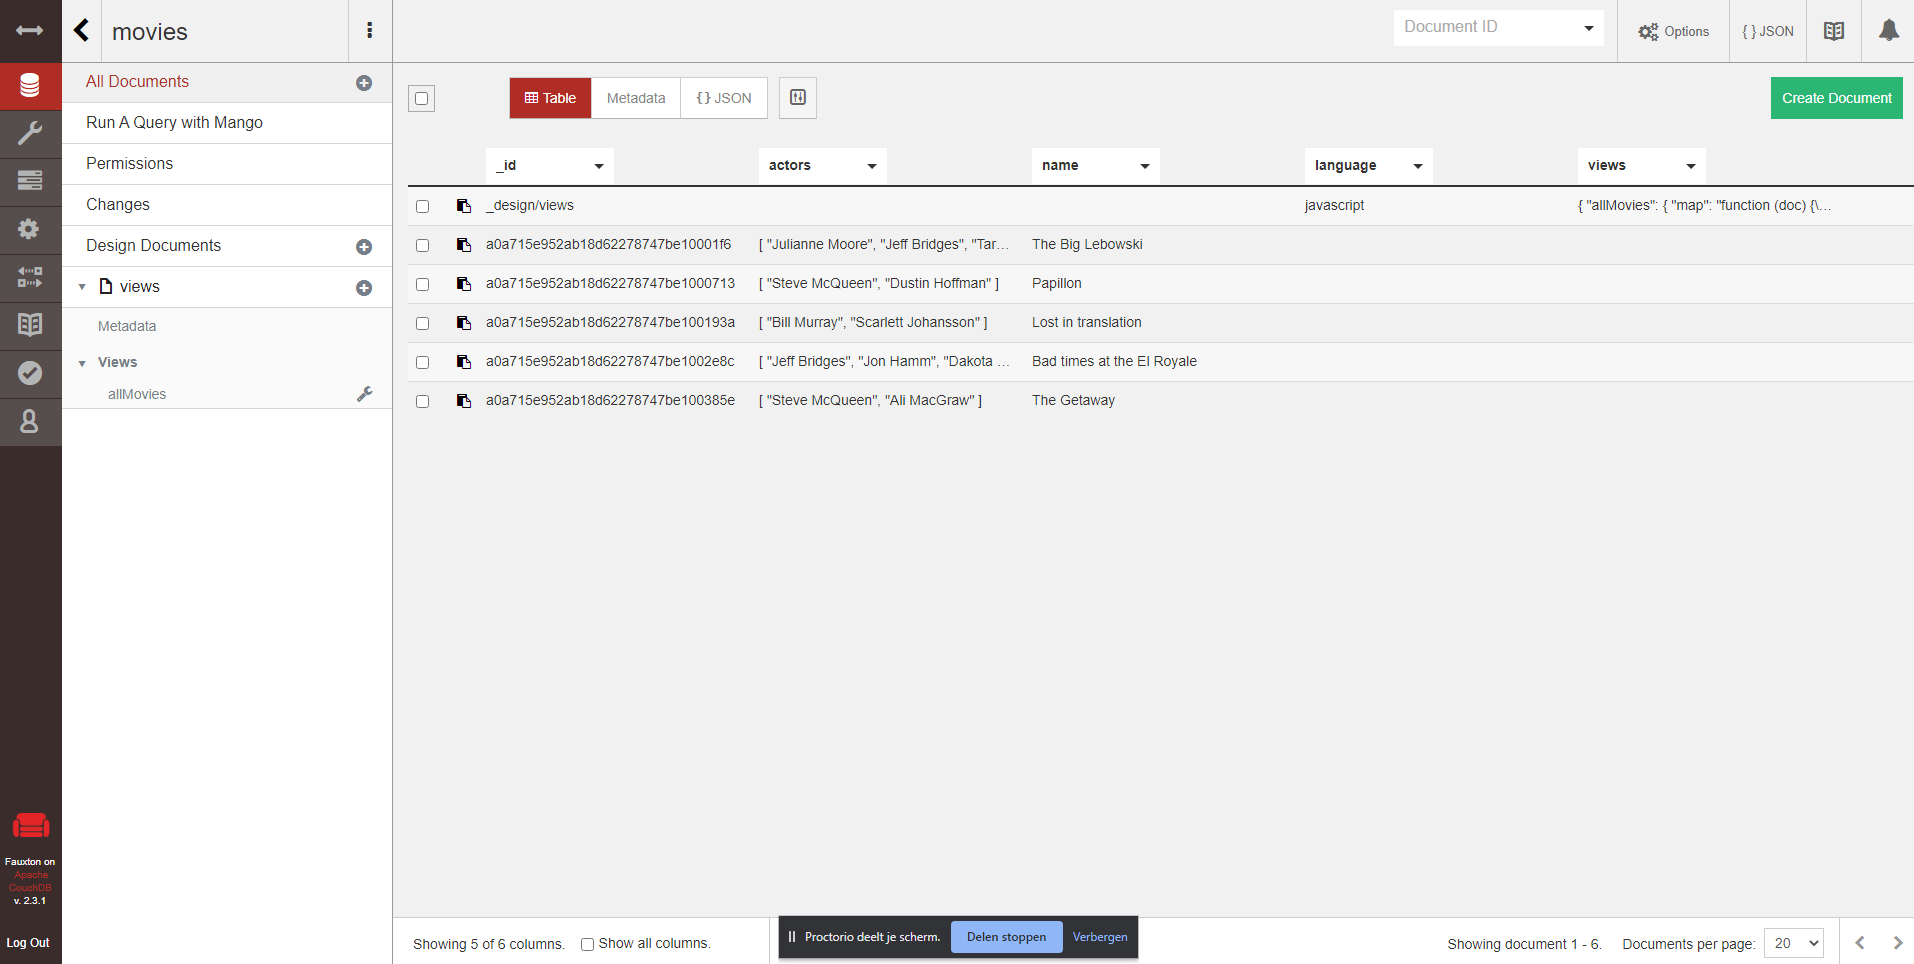 movies
Document ID
Options
{ } JSON
All Documents
Run A Query with Mango
Permissions
Changes
Design Documents
views
Metadata
Views
allMovies
Table
Metadata
{ } JSON
Create Document
_id actors name language views
_design/views javascript { "allMovies": { "map": "function (doc) {\...
a0a715e952ab18d62278747be10001f6 [ "Julianne Moore", "Jeff Bridges", "Tar... The Big Lebowski
a0a715e952ab18d62278747be1000713 [ "Steve McQueen", "Dustin Hoffman" ] Papillon
a0a715e952ab18d62278747be100193a [ "Bill Murray", "Scarlett Johansson" ] Lost in translation
a0a715e952ab18d62278747be1002e8c [ "Jeff Bridges", "Jon Hamm", "Dakota ... Bad times at the El Royale
a0a715e952ab18d62278747be100385e [ "Steve McQueen", "Ali MacGraw" ] The Getaway
Fauxton on
Apache
CouchDB
v. 2.3.1
Log Out
Showing 5 of 6 columns.
Show all columns.
Proctorio deelt je scherm.
Delen stoppen
Verbergen
Showing document 1 - 6.
Documents per page:
20